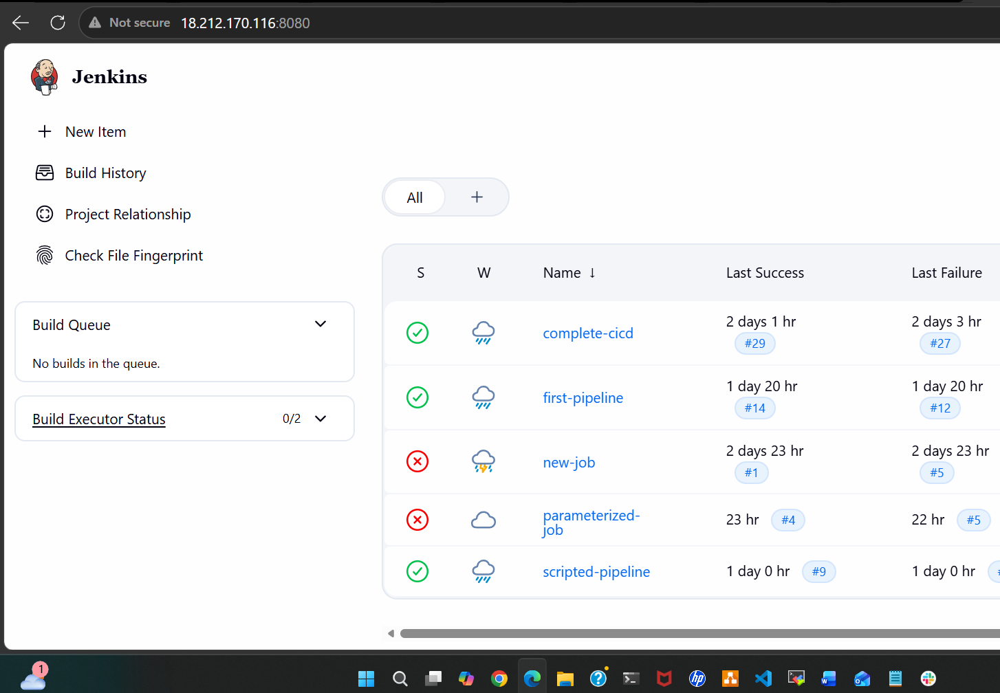 Not secure 18.212.170.116:8080
Jenkins
New Item
Build History
Project Relationship
Check File Fingerprint
Build Queue
No builds in the queue.
Build Executor Status 0/2
All
S W Name ↓ Last Success Last Failure
complete-cicd 2 days 1 hr #29 2 days 3 hr #27
first-pipeline 1 day 20 hr #14 1 day 20 hr #12
new-job 2 days 23 hr #1 2 days 23 hr #5
parameterized-
job 23 hr #4 22 hr #5
scripted-pipeline 1 day 0 hr #9 1 day 0 hr
1